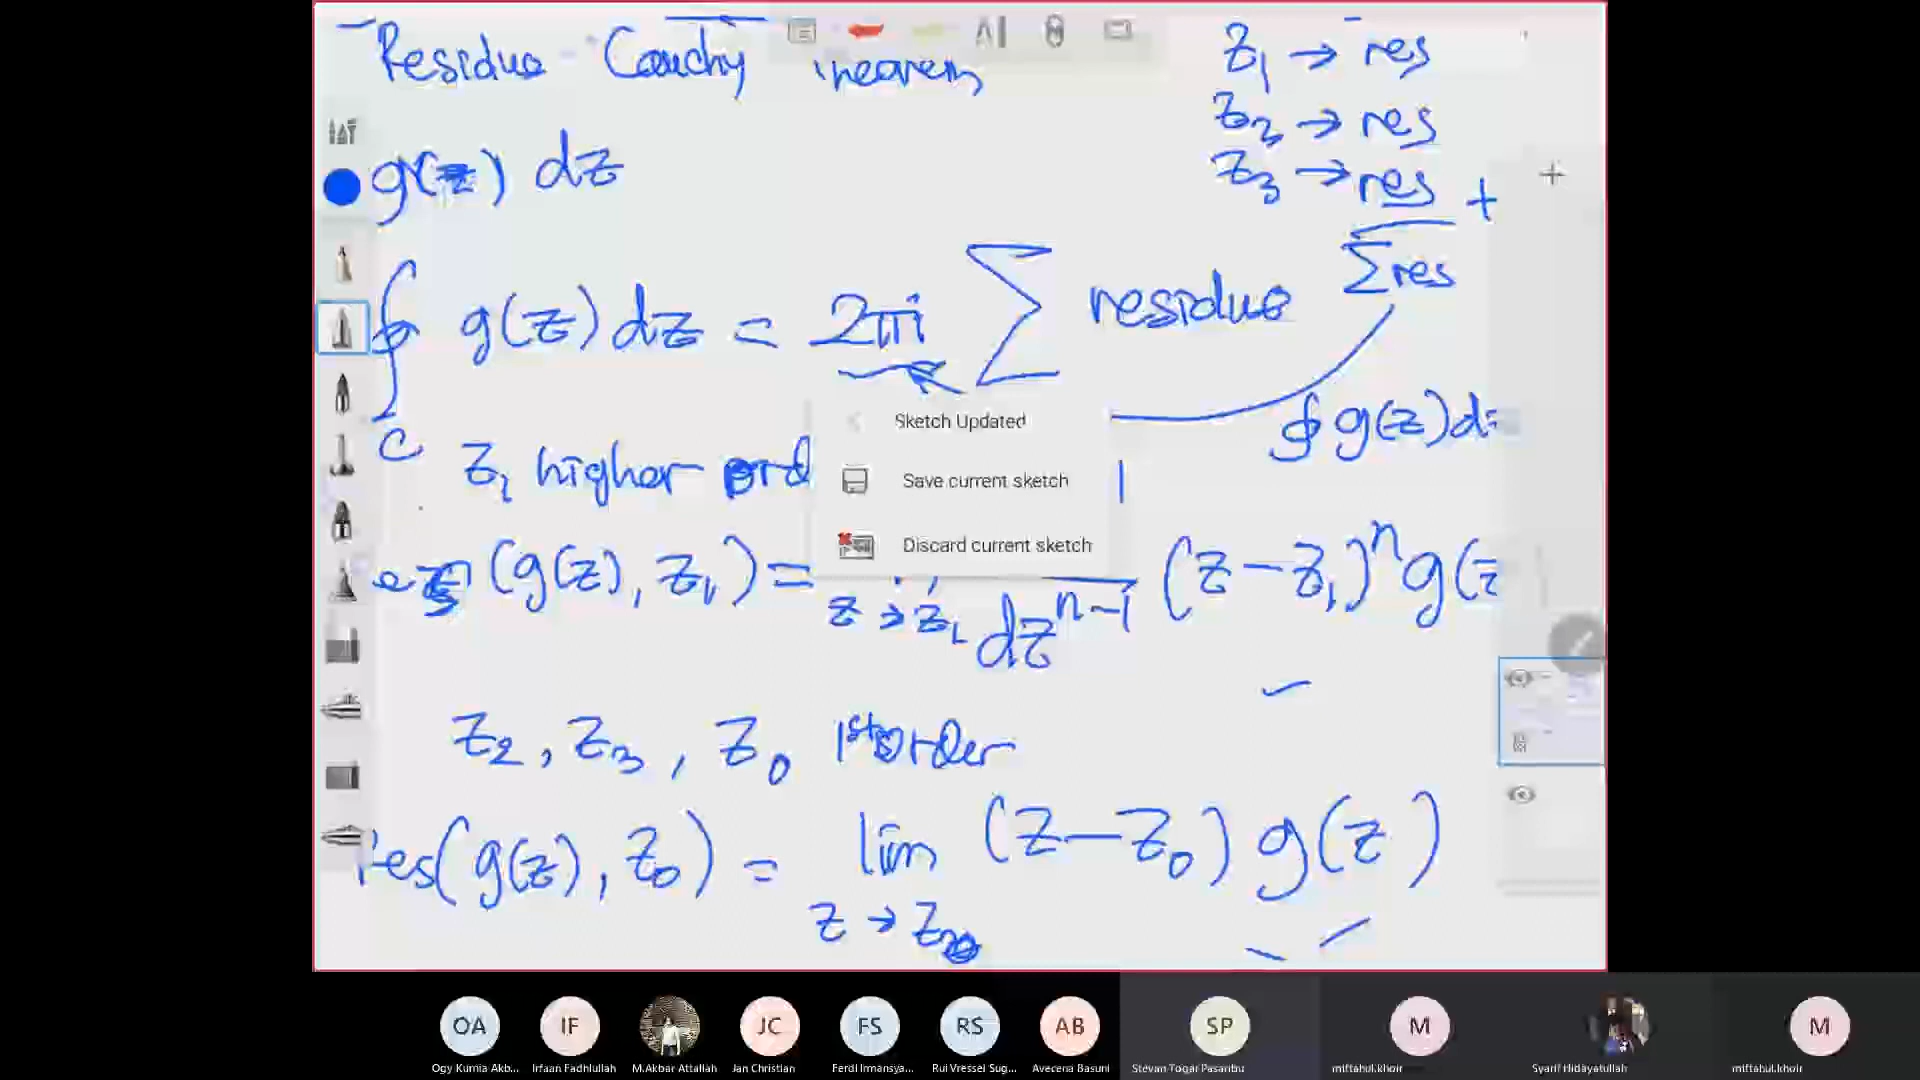 Residue Cauchy Theorem
z₁ → res
z₂ → res
z₃ → res +
Σres
g(z) dz
∮ g(z) dz = 2πi Σ residue
C
∮ g(z) d
z₁ higher ord
Sketch Updated
Save current sketch
Discard current sketch
(g(z), z₁) =
z → z₁ dzⁿ⁻¹ (z-z₁)ⁿ g(z
z₂, z₃, z₀ 1st order
res(g(z), z₀) = lim (z-z₀) g(z)
z → z₀
OA IF JC FS RS AB SP M M
Ogy Kurnia Akb...
Irfaan Fadhlullah
M.Akbar Attallah
Jan Christian
Ferdi Irmansya...
Rui Vressel Sug...
Avecena Basuni
Stevan Togar Pasaribu
miftahul.khoir
Syarif Hidayatullah
miftahul.khoir